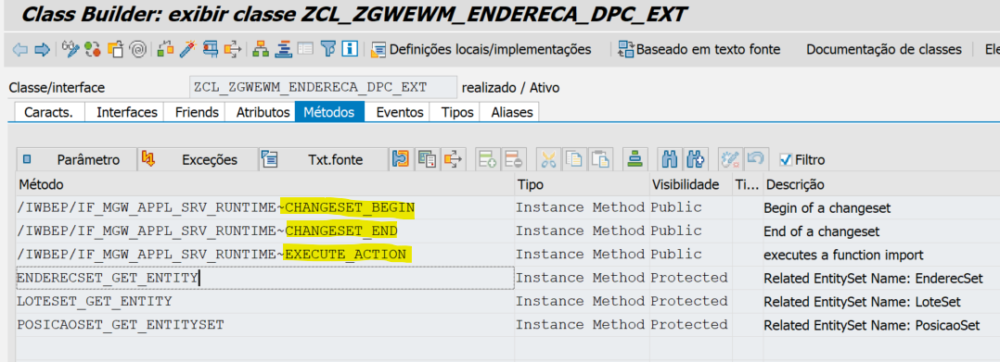 Class Builder: exibir classe ZCL_ZGWEWM_ENDERECA_DPC_EXT
Definições locais/implementações Baseado em texto fonte Documentação de classes Ele
Classe/interface ZCL_ZGWEWM_ENDERECA_DPC_EXT realizado / Ativo
Caracts. Interfaces Friends Atributos Métodos Eventos Tipos Aliases
Parâmetro Exceções Txt.fonte Filtro
Método Tipo Visibilidade Ti... Descrição
/IWBEP/IF_MGW_APPL_SRV_RUNTIME~CHANGESET_BEGIN Instance Method Public Begin of a changeset
/IWBEP/IF_MGW_APPL_SRV_RUNTIME~CHANGESET_END Instance Method Public End of a changeset
/IWBEP/IF_MGW_APPL_SRV_RUNTIME~EXECUTE_ACTION Instance Method Public executes a function import
ENDERECSET_GET_ENTITY Instance Method Protected Related EntitySet Name: EnderecSet
LOTESET_GET_ENTITY Instance Method Protected Related EntitySet Name: LoteSet
POSICAOSET_GET_ENTITYSET Instance Method Protected Related EntitySet Name: PosicaoSet